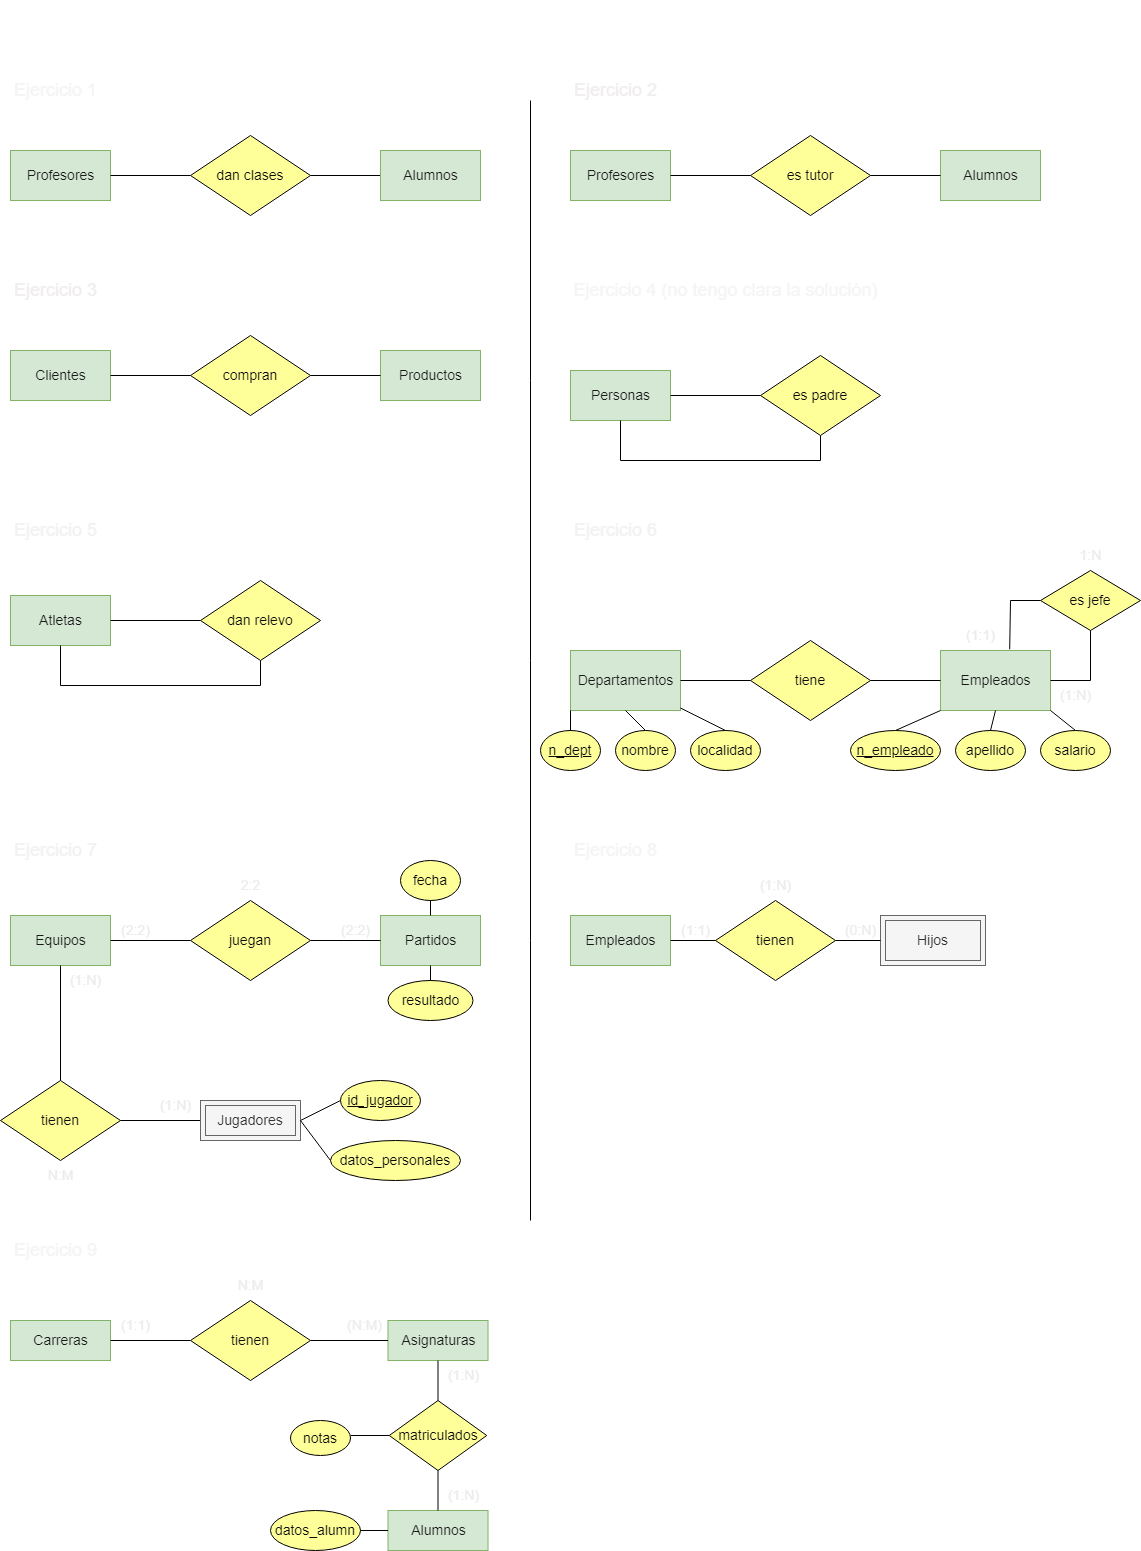 Ejercicio 1
Profesores
dan clases
Alumnos
Ejercicio 2
Profesores
es tutor
Alumnos
Ejercicio 3
Clientes
compran
Productos
Ejercicio 4 (no tengo clara la solución)
Personas
es padre
Ejercicio 5
Atletas
dan relevo
Ejercicio 6
1:N
es jefe
(1:1)
Departamentos
tiene
Empleados
(1:N)
n_dept
nombre
localidad
n_empleado
apellido
salario
Ejercicio 7
fecha
2:2
Equipos
(2:2)
juegan
(2:2)
Partidos
(1:N)
resultado
tienen
(1:N)
Jugadores
id_jugador
datos_personales
N:M
Ejercicio 8
(1:N)
Empleados
(1:1)
tienen
(0:N)
Hijos
Ejercicio 9
N:M
Carreras
(1:1)
tienen
(N:M)
Asignaturas
(1:N)
notas
matriculados
(1:N)
datos_alumn
Alumnos